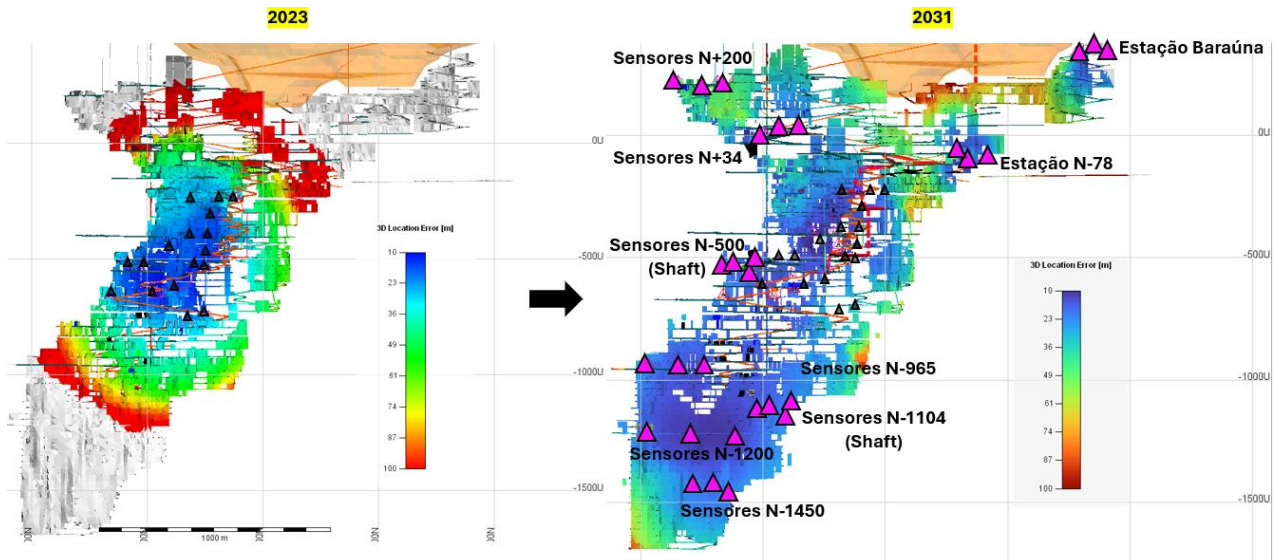 2023
2031
Sensores N+200
Estação Baraúna
0U
0U
Sensores N+34
Estação N-78
3D Location Error [m]
10
23
36
48
61
74
87
100
Sensores N-500
(Shaft)
-500U
-500U
3D Location Error [m]
10
23
36
48
61
74
87
100
-1000U
-1000U
Sensores N-965
Sensores N-1104
(Shaft)
Sensores N-1200
Sensores N-1450
-1500U
-1500U
1000 m